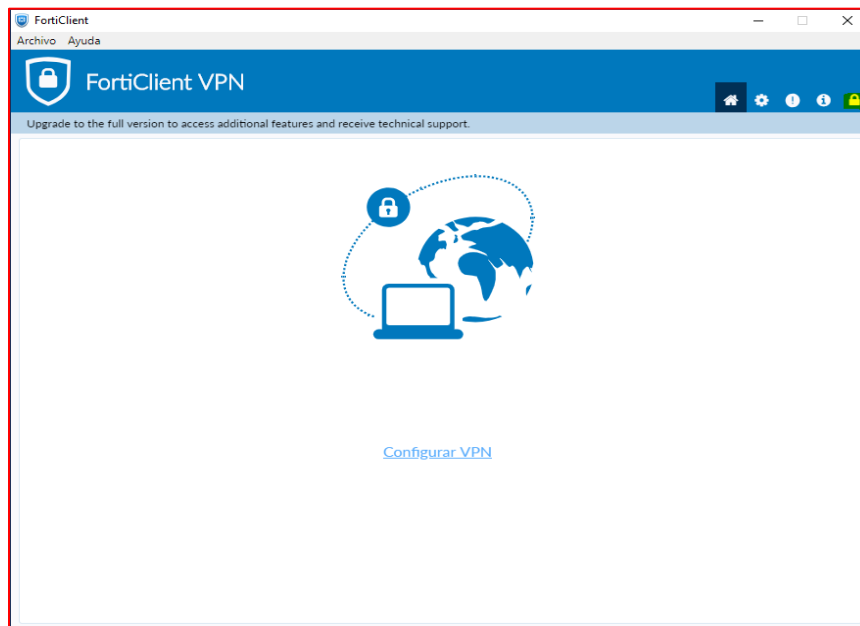 FortiClient
Archivo Ayuda
FortiClient VPN
Upgrade to the full version to access additional features and receive technical support.
Configurar VPN